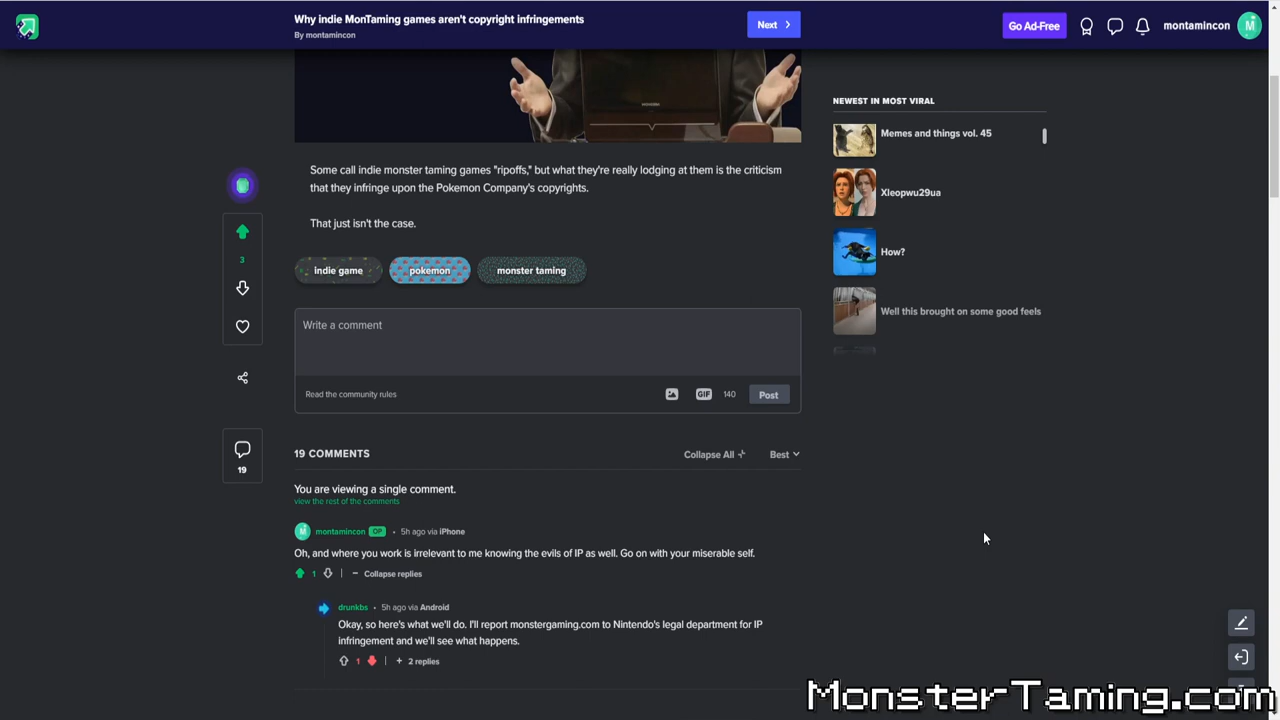 Why indie MonTaming games aren't copyright infringements
By montamincon
Next
Go Ad-Free
montamincon
M
NEWEST IN MOST VIRAL
Memes and things vol. 45
Xleopwu29ua
How?
Well this brought on some good feels
Some call indie monster taming games "ripoffs," but what they're really lodging at them is the criticism
that they infringe upon the Pokemon Company's copyrights.
That just isn't the case.
3
indie game
pokemon
monster taming
Write a comment
Read the community rules
GIF
140
Post
19
19 COMMENTS
Collapse All
Best
You are viewing a single comment.
view the rest of the comments
M
montamincon OP • 5h ago via iPhone
Oh, and where you work is irrelevant to me knowing the evils of IP as well. Go on with your miserable self.
1 | − Collapse replies
drunkbs • 5h ago via Android
Okay, so here's what we'll do. I'll report monstergaming.com to Nintendo's legal department for IP
infringement and we'll see what happens.
1 | + 2 replies
MonsterTaming.com